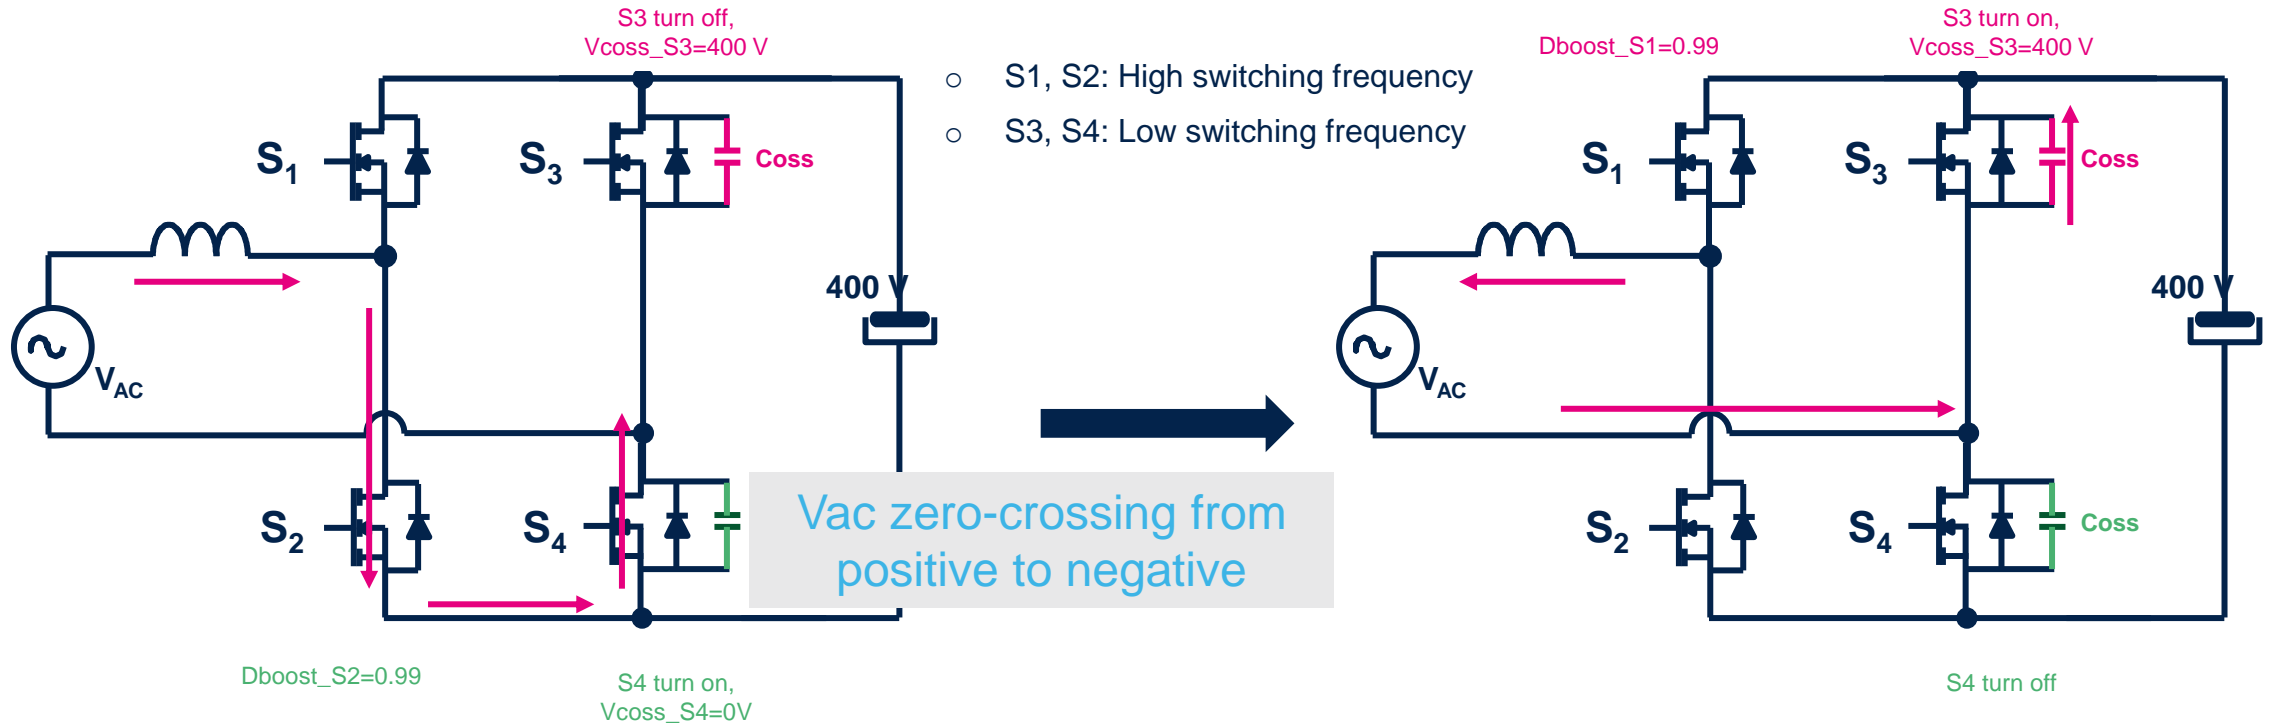 S3 turn off,
Vcoss_S3=400 V
○ S1, S2: High switching frequency
○ S3, S4: Low switching frequency
S1
S3
Coss
400 V
VAC
S2
S4
Dboost_S2=0.99
S4 turn on,
Vcoss_S4=0V
Vac zero-crossing from
positive to negative
Dboost_S1=0.99
S3 turn on,
Vcoss_S3=400 V
S1
S3
Coss
400 V
VAC
S2
S4
Coss
S4 turn off